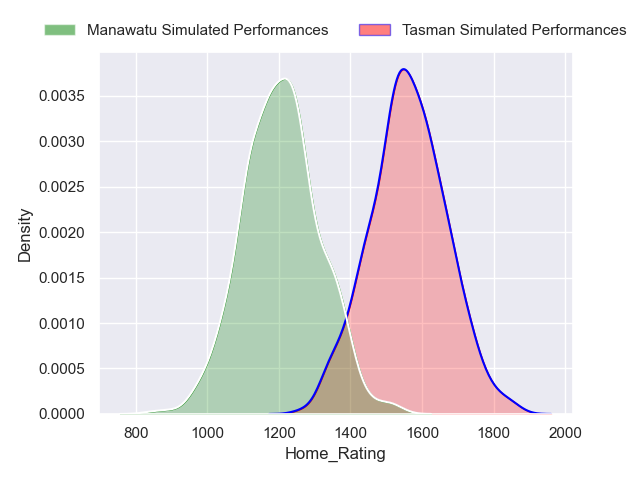 Manawatu Simulated Performances Tasman Simulated Performances
0.0035
0.0030
0.0025
0.0020
0.0015
0.0010
0.0005
0.0000
Density
800 1000 1200 1400 1600 1800 2000
Home_Rating